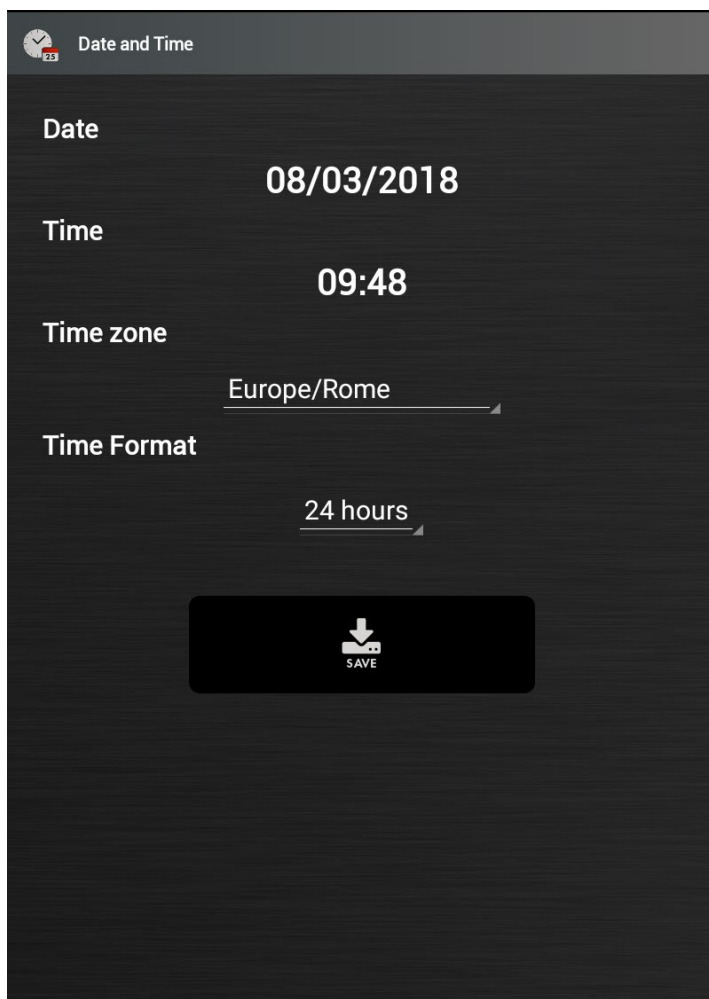 25
Date and Time
Date
08/03/2018
Time
09:48
Time zone
Europe/Rome
Time Format
24 hours
SAVE